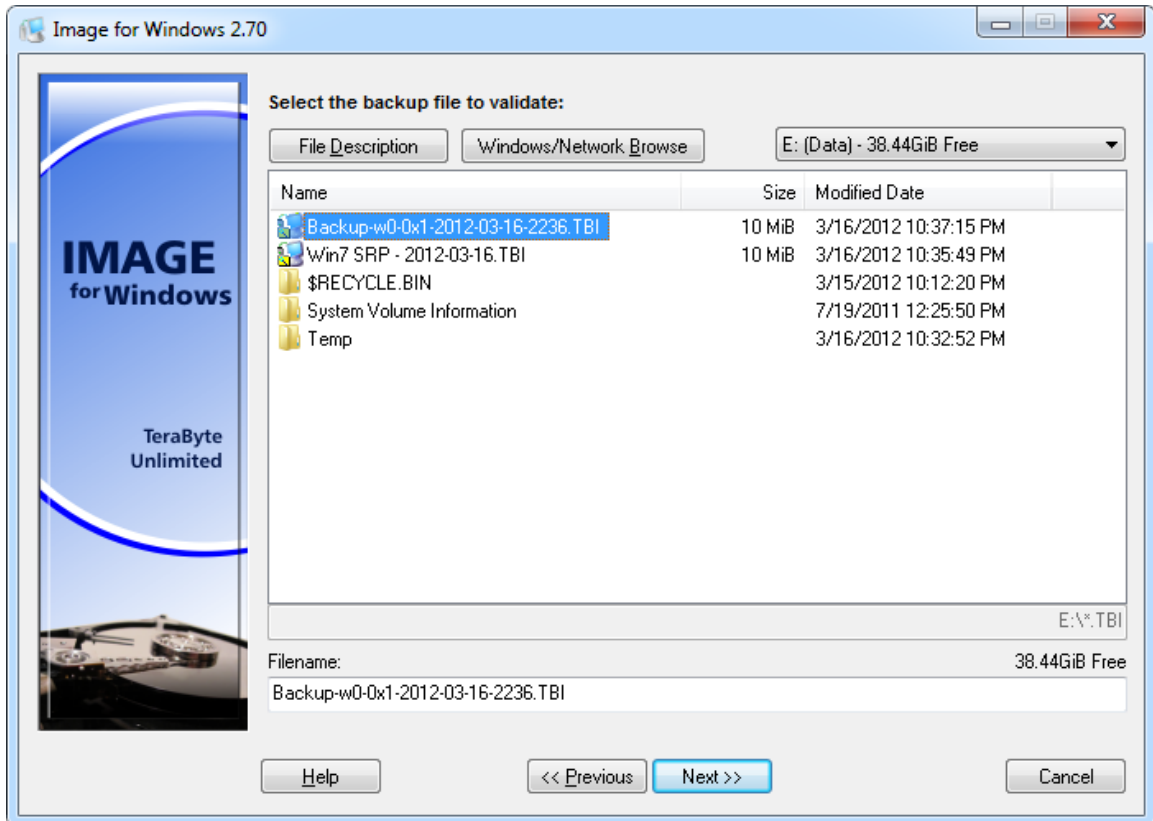 Image for Windows 2.70
IMAGE
for Windows
TeraByte
Unlimited
Select the backup file to validate:
File Description Windows/Network Browse E: (Data) - 38.44GiB Free
Name Size Modified Date
Backup-w0-0x1-2012-03-16-2236.TBI 10 MiB 3/16/2012 10:37:15 PM
Win7 SRP - 2012-03-16.TBI 10 MiB 3/16/2012 10:35:49 PM
$RECYCLE.BIN 3/15/2012 10:12:20 PM
System Volume Information 7/19/2011 12:25:50 PM
Temp 3/16/2012 10:32:52 PM
E:\*.TBI
Filename: 38.44GiB Free
Backup-w0-0x1-2012-03-16-2236.TBI
Help << Previous Next >> Cancel